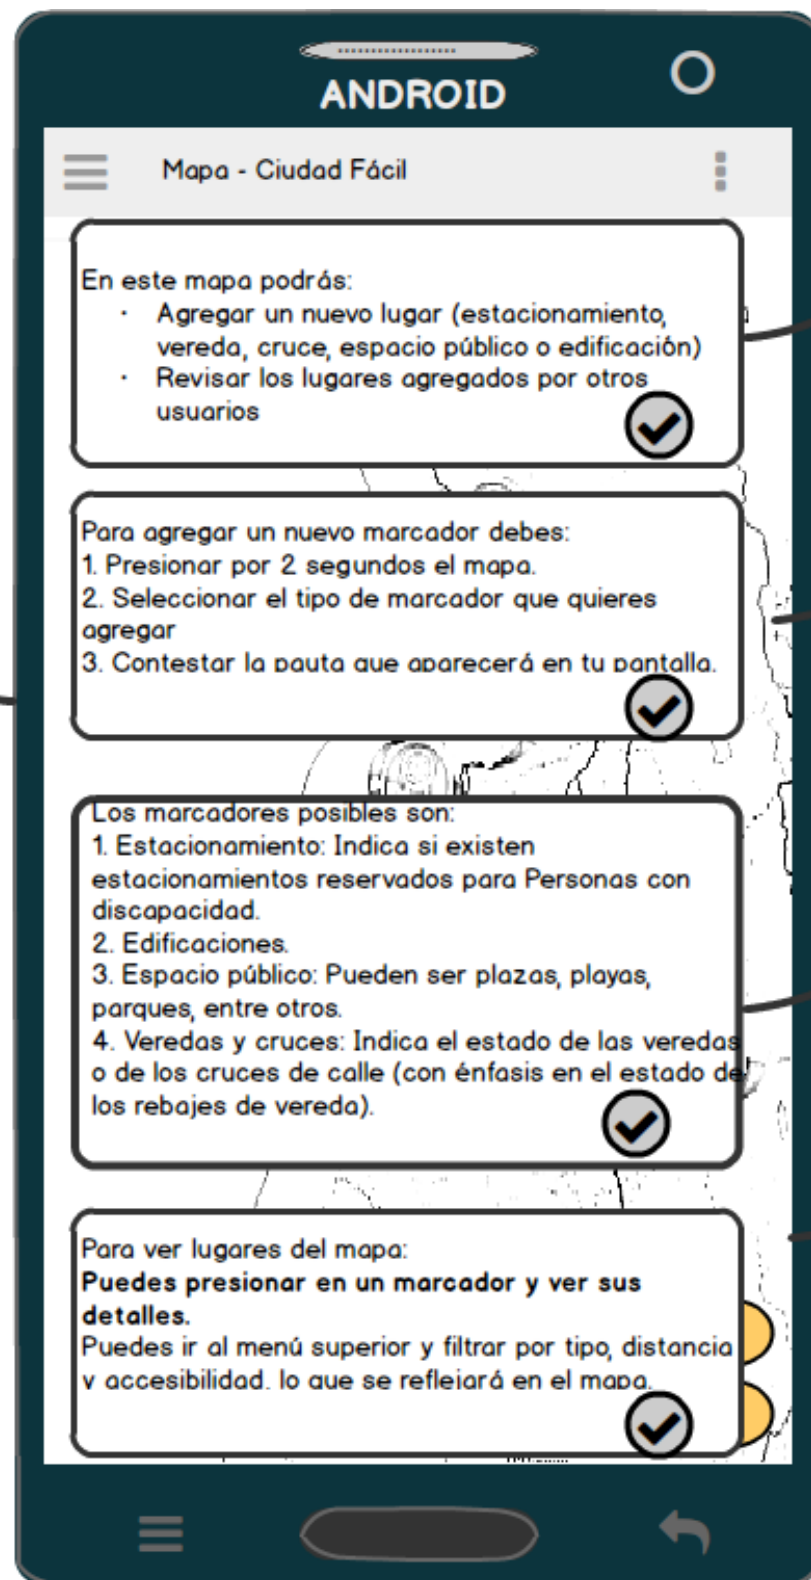 ANDROID
Mapa - Ciudad Fácil
En este mapa podrás:
· Agregar un nuevo lugar (estacionamiento,
vereda, cruce, espacio público o edificación)
· Revisar los lugares agregados por otros
usuarios
Para agregar un nuevo marcador debes:
1. Presionar por 2 segundos el mapa.
2. Seleccionar el tipo de marcador que quieres
agregar
3. Contestar la pauta que aparecerá en tu pantalla.
Los marcadores posibles son:
1. Estacionamiento: Indica si existen
estacionamientos reservados para Personas con
discapacidad.
2. Edificaciones.
3. Espacio público: Pueden ser plazas, playas,
parques, entre otros.
4. Veredas y cruces: Indica el estado de las veredas
o de los cruces de calle (con énfasis en el estado de
los rebajes de vereda).
Para ver lugares del mapa:
Puedes presionar en un marcador y ver sus
detalles.
Puedes ir al menú superior y filtrar por tipo, distancia
y accesibilidad, lo que se reflejará en el mapa.